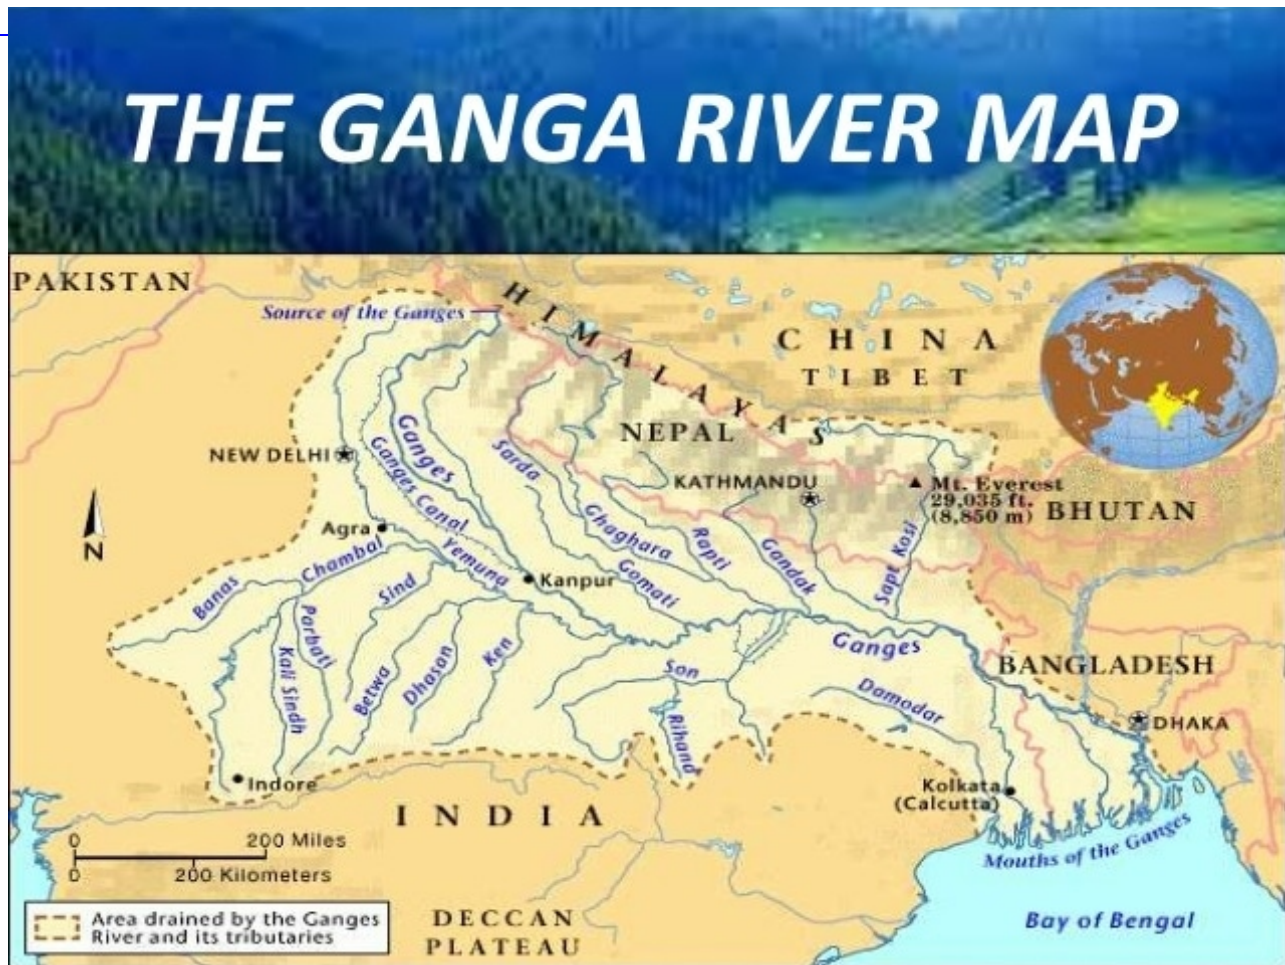 THE GANGA RIVER MAP
PAKISTAN
Source of the Ganges
HIMALAYAS
CHINA
TIBET
NEPAL
NEW DELHI
Ganges Canal
Ganges
Sarda
KATHMANDU
Mt. Everest
29,035 ft.
(8,850 m)
BHUTAN
N
Agra
Chambal
Yemuna
Kanpur
Ghaghara
Rapti
Gandak
Sapt Kosi
Gomati
Banas
Sind
Parbati
Kali Sindh
Betwa
Dhasan
Ken
Son
Rihand
Ganges
Damodar
BANGLADESH
DHAKA
Indore
Kolkata
(Calcutta)
INDIA
Mouths of the Ganges
0 200 Miles
0 200 Kilometers
Area drained by the Ganges
River and its tributaries
DECCAN
PLATEAU
Bay of Bengal